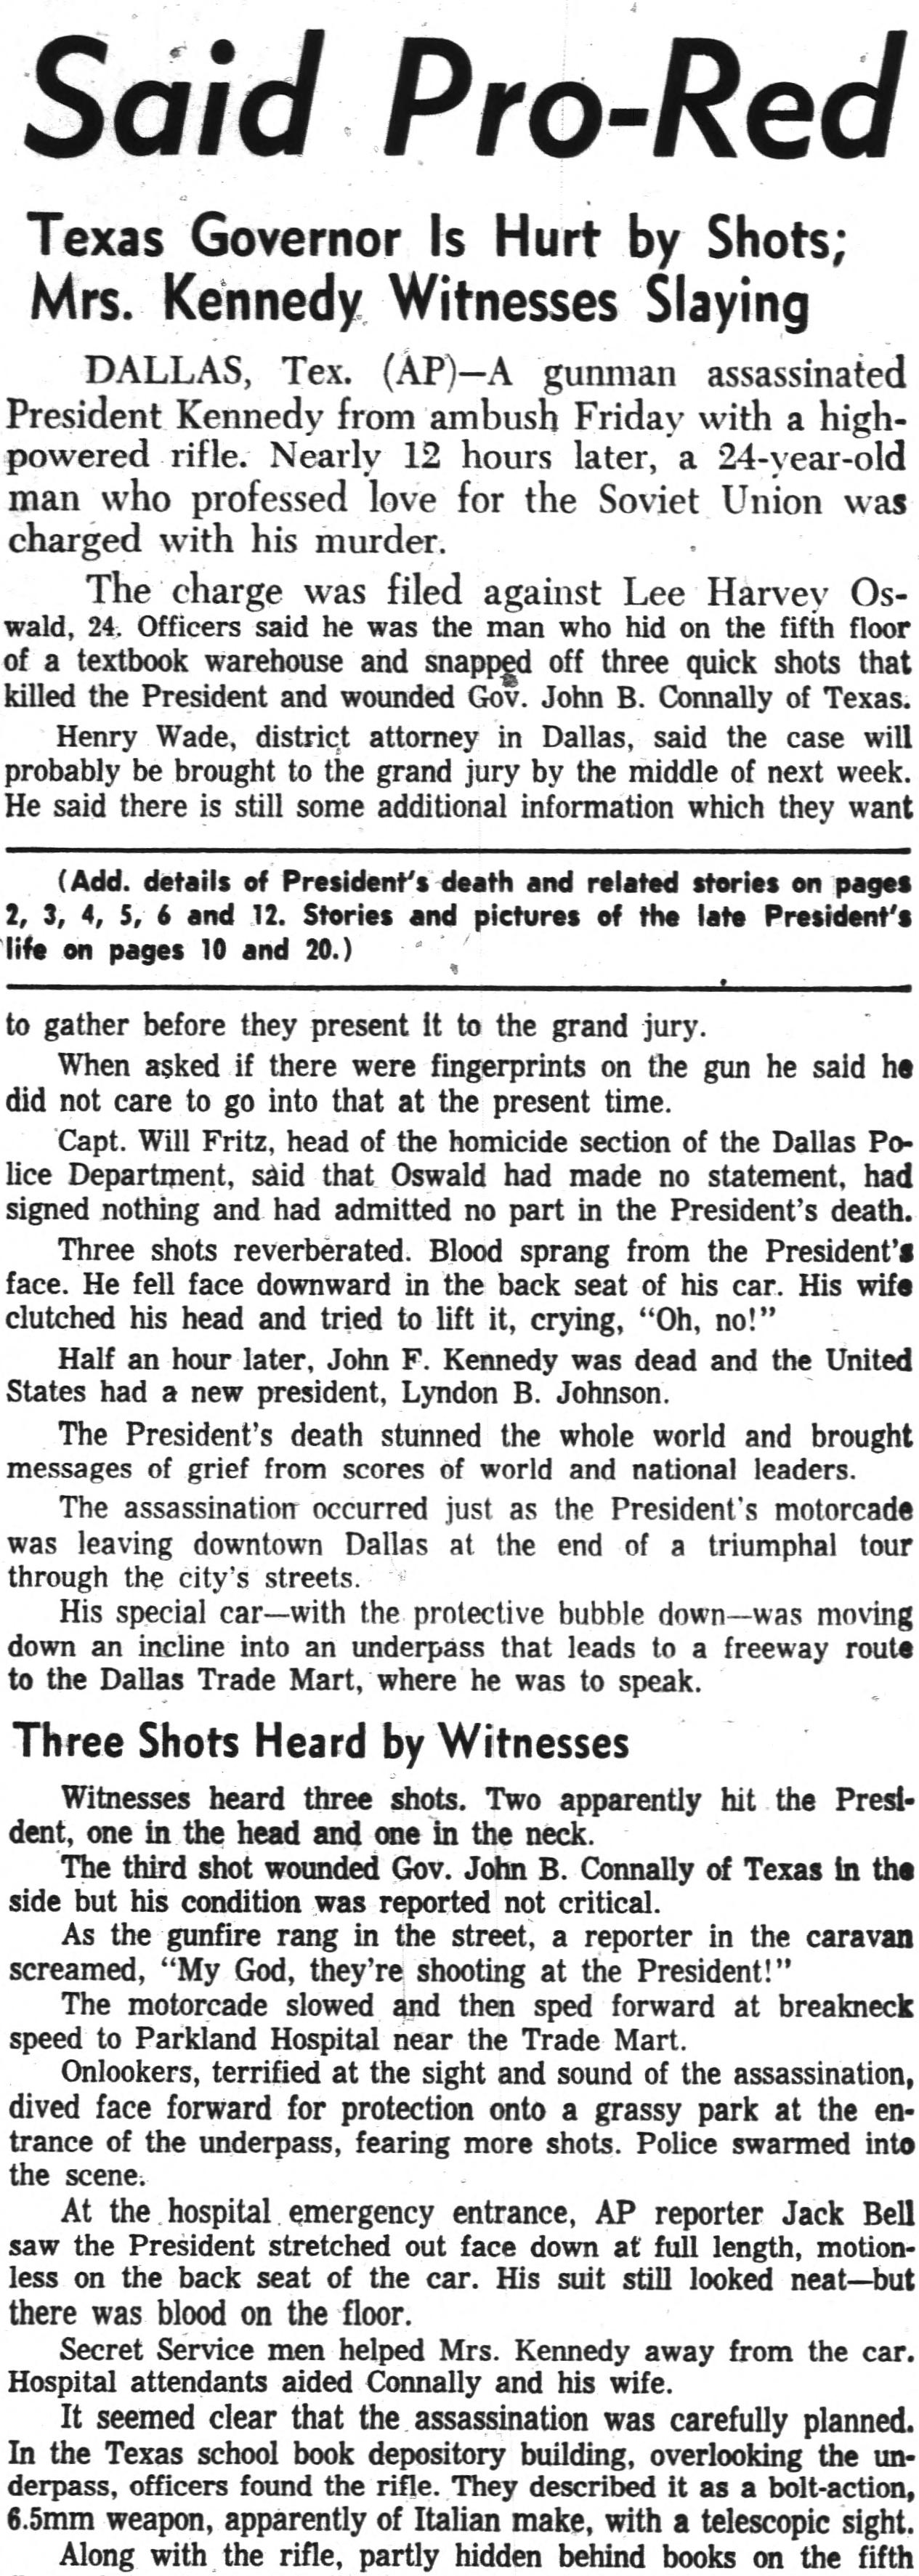 Said Pro-Red
Texas Governor Is Hurt by Shots;
Mrs. Kennedy Witnesses Slaying
DALLAS, Tex. (AP)—A gunman assassinated
President Kennedy from ambush Friday with a high-
powered rifle. Nearly 12 hours later, a 24-year-old
man who professed love for the Soviet Union was
charged with his murder.
The charge was filed against Lee Harvey Os-
wald, 24. Officers said he was the man who hid on the fifth floor
of a textbook warehouse and snapped off three quick shots that
killed the President and wounded Gov. John B. Connally of Texas.
Henry Wade, district attorney in Dallas, said the case will
probably be brought to the grand jury by the middle of next week.
He said there is still some additional information which they want
(Add. details of President's death and related stories on pages
2, 3, 4, 5, 6 and 12. Stories and pictures of the late President's
life on pages 10 and 20.)
to gather before they present it to the grand jury.
When asked if there were fingerprints on the gun he said he
did not care to go into that at the present time.
Capt. Will Fritz, head of the homicide section of the Dallas Po-
lice Department, said that Oswald had made no statement, had
signed nothing and had admitted no part in the President's death.
Three shots reverberated. Blood sprang from the President's
face. He fell face downward in the back seat of his car. His wife
clutched his head and tried to lift it, crying, "Oh, no!"
Half an hour later, John F. Kennedy was dead and the United
States had a new president, Lyndon B. Johnson.
The President's death stunned the whole world and brought
messages of grief from scores of world and national leaders.
The assassination occurred just as the President's motorcade
was leaving downtown Dallas at the end of a triumphal tour
through the city's streets.
His special car—with the protective bubble down—was moving
down an incline into an underpass that leads to a freeway route
to the Dallas Trade Mart, where he was to speak.
Three Shots Heard by Witnesses
Witnesses heard three shots. Two apparently hit the Presi-
dent, one in the head and one in the neck.
The third shot wounded Gov. John B. Connally of Texas in the
side but his condition was reported not critical.
As the gunfire rang in the street, a reporter in the caravan
screamed, "My God, they're shooting at the President!"
The motorcade slowed and then sped forward at breakneck
speed to Parkland Hospital near the Trade Mart.
Onlookers, terrified at the sight and sound of the assassination,
dived face forward for protection onto a grassy park at the en-
trance of the underpass, fearing more shots. Police swarmed into
the scene.
At the hospital emergency entrance, AP reporter Jack Bell
saw the President stretched out face down at full length, motion-
less on the back seat of the car. His suit still looked neat—but
there was blood on the floor.
Secret Service men helped Mrs. Kennedy away from the car.
Hospital attendants aided Connally and his wife.
It seemed clear that the assassination was carefully planned.
In the Texas school book depository building, overlooking the un-
derpass, officers found the rifle. They described it as a bolt-action,
6.5mm weapon, apparently of Italian make, with a telescopic sight.
Along with the rifle, partly hidden behind books on the fifth